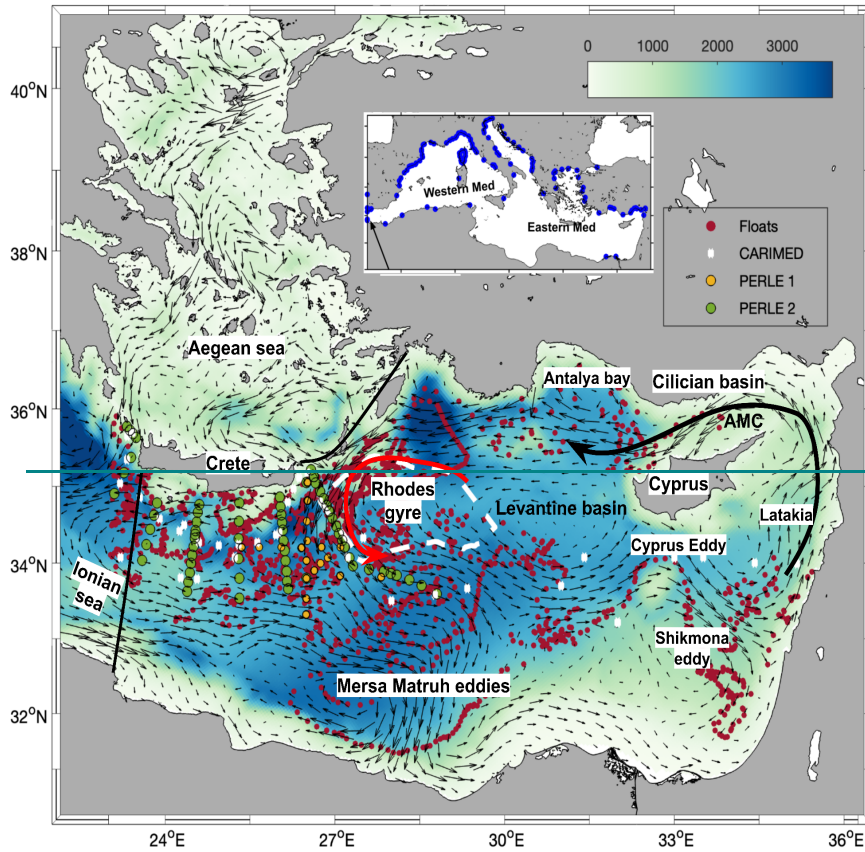 0 1000 2000 3000
40°N
Western Med
Eastern Med
38°N
Floats
CARIMED
PERLE 1
PERLE 2
Aegean sea
Antalya bay
Cilician basin
36°N
AMC
Crete
Cyprus
Rhodes
gyre
Levantine basin
Latakia
34°N
Cyprus Eddy
Ionian
sea
Shikmona
eddy
Mersa Matruh eddies
32°N
24°E 27°E 30°E 33°E 36°E